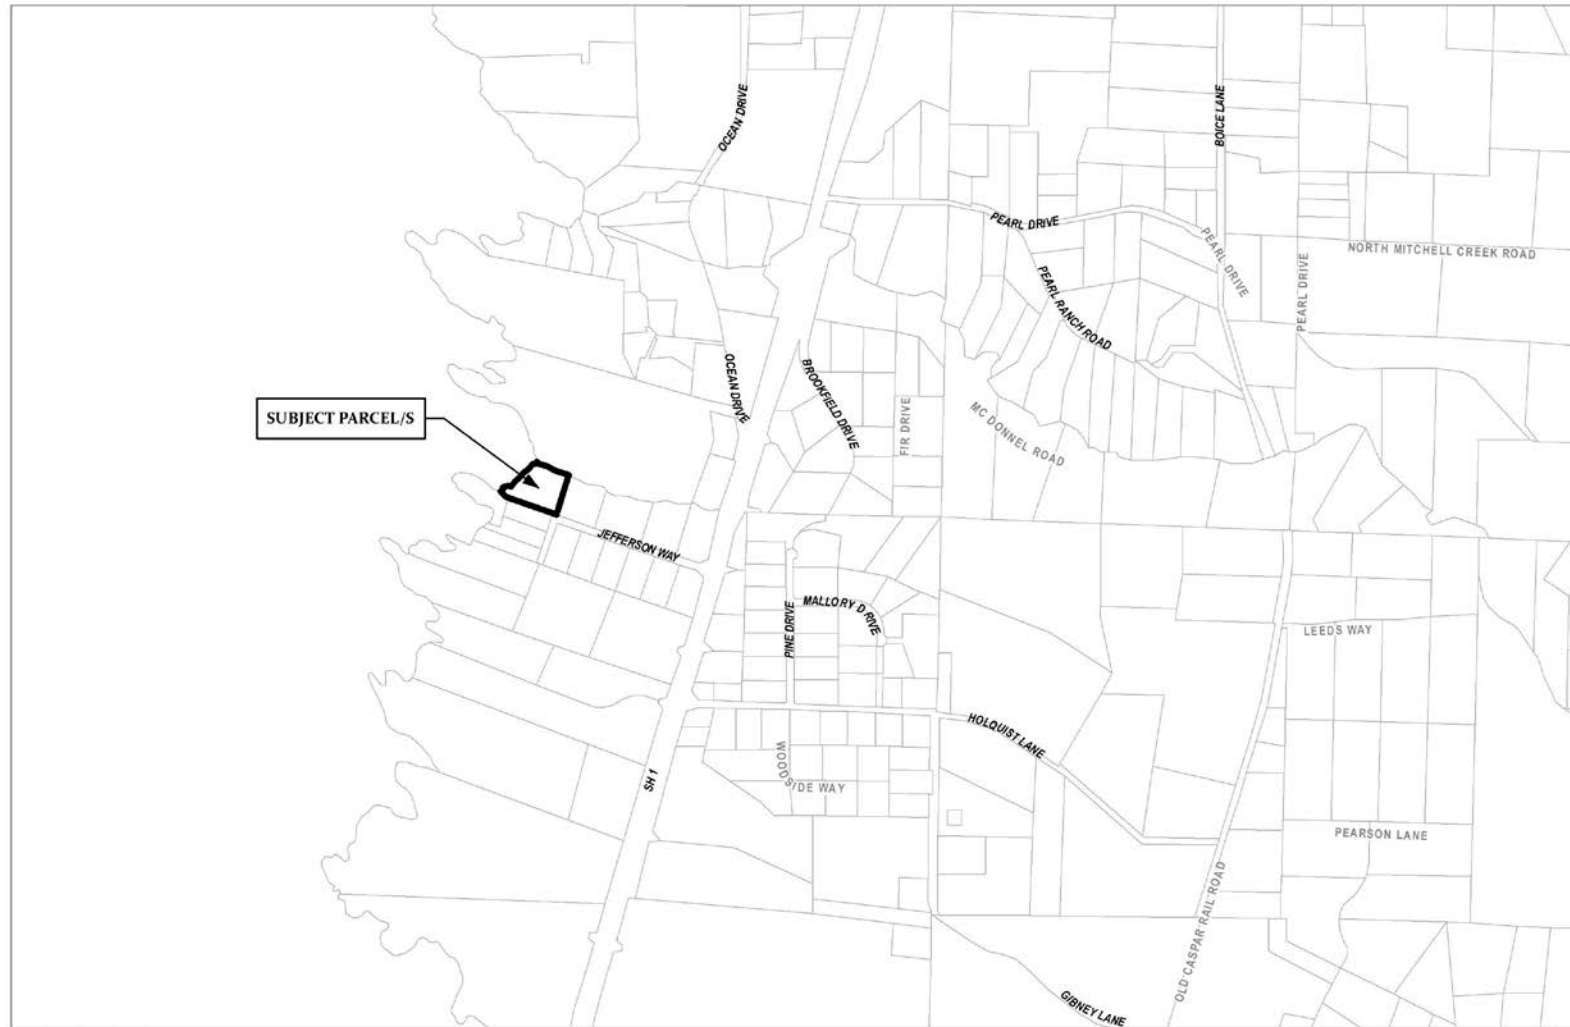 OCEAN DRIVE
BOICE LANE
PEARL DRIVE
PEARL DRIVE
NORTH MITCHELL CREEK ROAD
PEARL DRIVE
PEARL RANCH ROAD
OCEAN DRIVE
BROOKFIELD DRIVE
FIR DRIVE
MC DONNEL ROAD
SUBJECT PARCEL/S
JEFFERSON WAY
MALLORY D RIVE
PINE DRIVE
LEEDS WAY
HOLQUIST LANE
WOOD SIDE WAY
SH 1
PEARSON LANE
OLD CASPAR RAIL ROAD
GIBNEY LANE